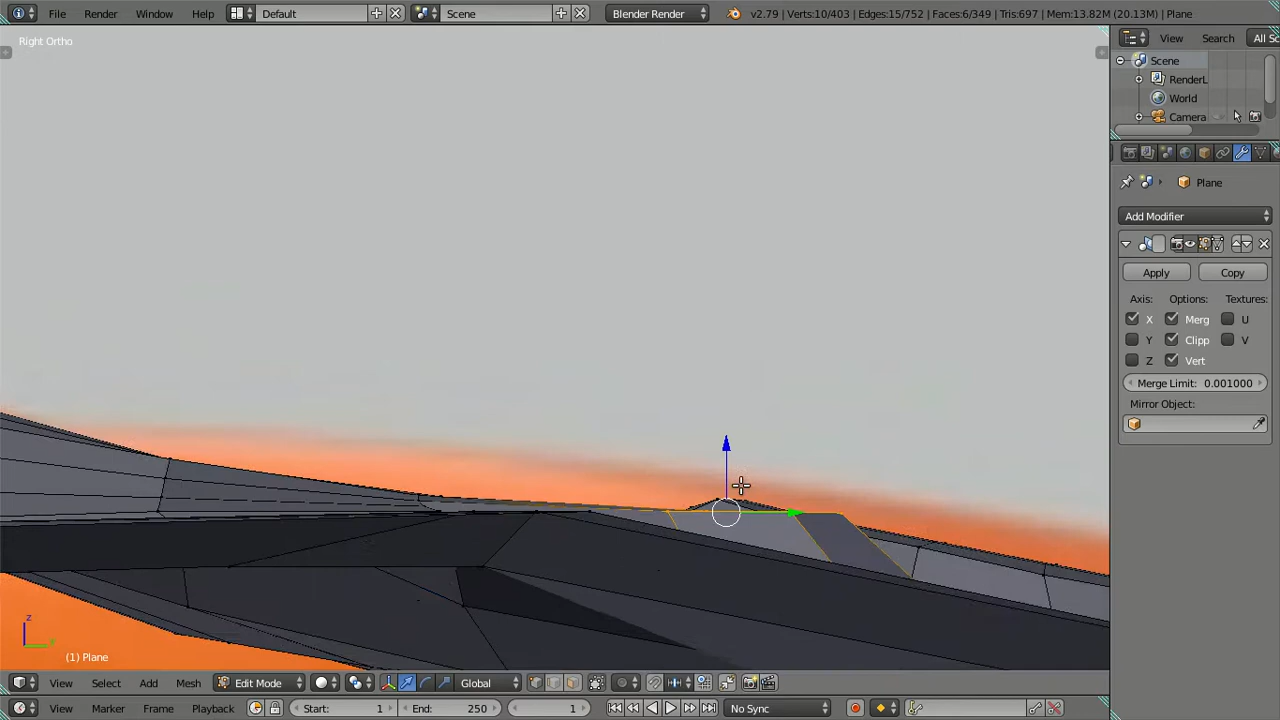 File Render Window Help Default Scene Blender Render v2.79 | Verts:10/403 | Edges:15/752 | Faces:6/349 | Tris:697 | Mem:13.82M (20.13M) | Plane
Right Ortho
View Search All Sc
Scene
RenderL
World
Camera
Plane
Add Modifier
Apply Copy
Axis: Options: Textures:
X Merg U
Y Clipp V
Z Vert
Merge Limit: 0.001000
Mirror Object:
z
(1) Plane
View Select Add Mesh Edit Mode Global
View Marker Frame Playback Start: 1 End: 250 1 No Sync